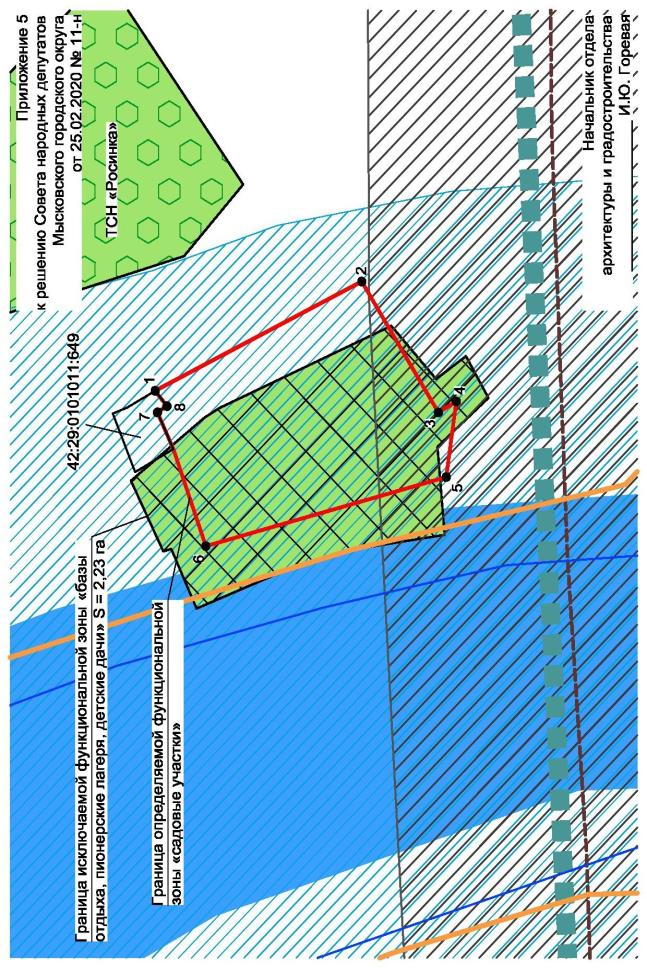 Приложение 5
к решению Совета народных депутатов
Мысковского городского округа
от 25.02.2020 № 11-н
ТСН «Росинка»
42:29:0101011:649
1
2
3
4
5
6
7
8
Граница исключаемой функциональной зоны «базы
отдыха, пионерские лагеря, детские дачи» S = 2,23 га
Граница определяемой функциональной
зоны «садовые участки»
Начальник отдела
архитектуры и градостроительства
И.Ю. Горевая